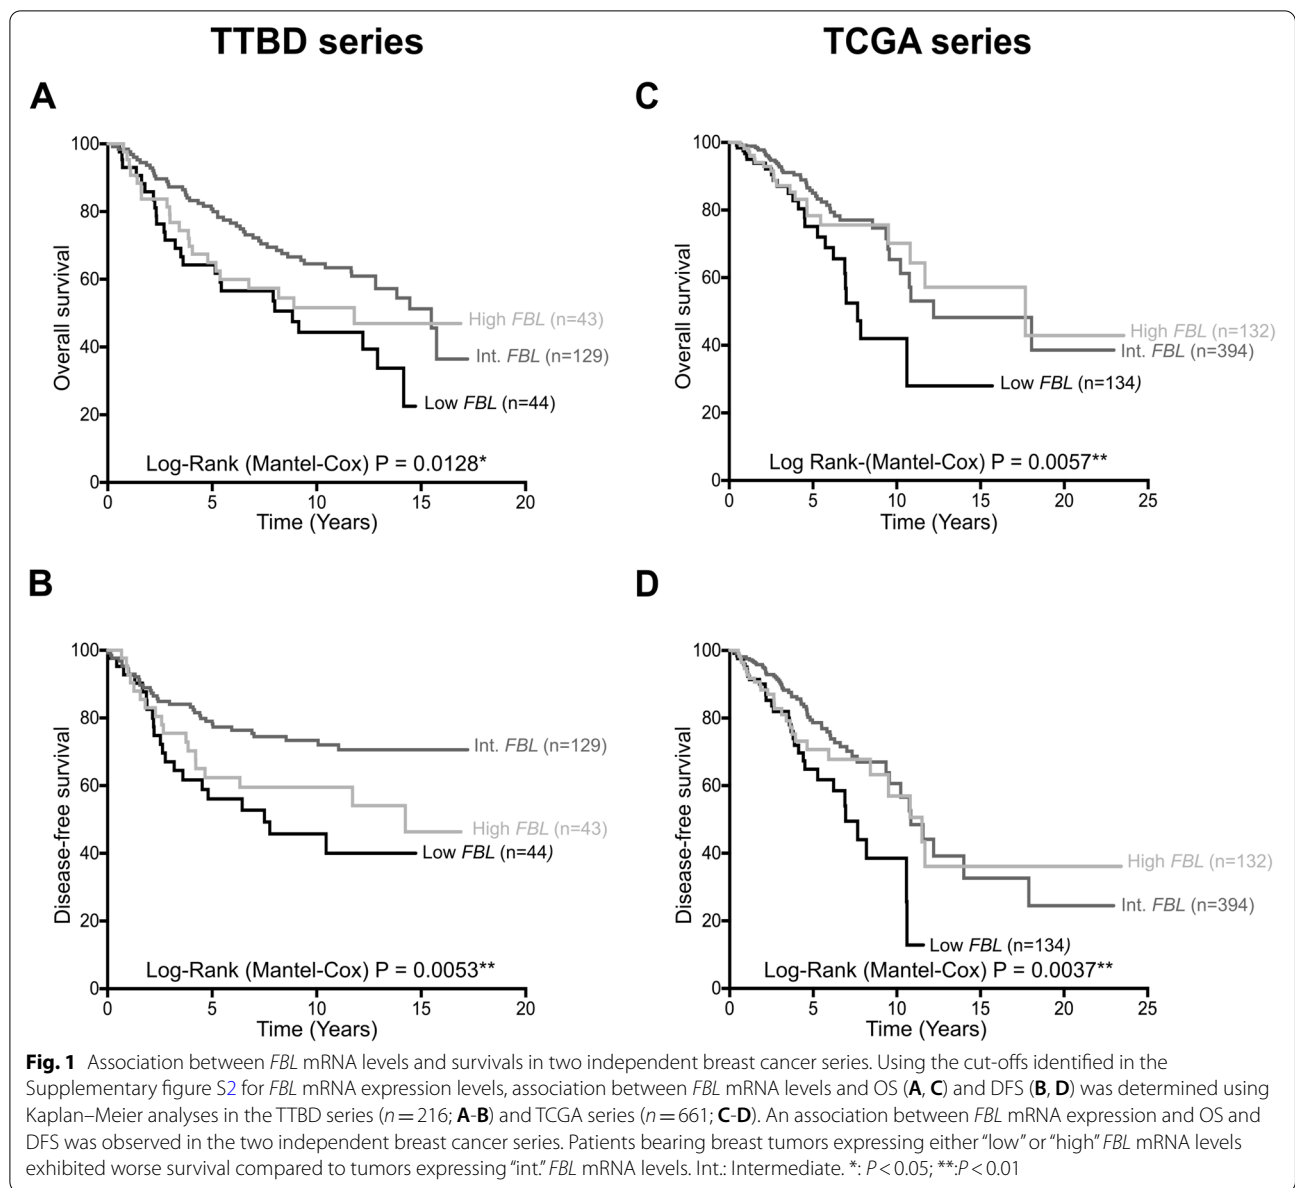 TTBD series
TCGA series
A
100
80
60
40
20
0
Overall survival
High FBL (n=43)
Int. FBL (n=129)
Low FBL (n=44)
Log-Rank (Mantel-Cox) P = 0.0128*
0 5 10 15 20
Time (Years)
C
100
80
60
40
20
0
Overall survival
High FBL (n=132)
Int. FBL (n=394)
Low FBL (n=134)
Log Rank-(Mantel-Cox) P = 0.0057**
0 5 10 15 20 25
Time (Years)
B
100
80
60
40
20
0
Disease-free survival
Int. FBL (n=129)
High FBL (n=43)
Low FBL (n=44)
Log-Rank (Mantel-Cox) P = 0.0053**
0 5 10 15 20
Time (Years)
D
100
80
60
40
20
0
Disease-free survival
High FBL (n=132)
Int. FBL (n=394)
Low FBL (n=134)
Log-Rank (Mantel-Cox) P = 0.0037**
0 5 10 15 20 25
Time (Years)
Fig. 1 Association between FBL mRNA levels and survivals in two independent breast cancer series. Using the cut-offs identified in the
Supplementary figure S2 for FBL mRNA expression levels, association between FBL mRNA levels and OS (A, C) and DFS (B, D) was determined using
Kaplan–Meier analyses in the TTBD series (n = 216; A-B) and TCGA series (n = 661; C-D). An association between FBL mRNA expression and OS and
DFS was observed in the two independent breast cancer series. Patients bearing breast tumors expressing either “low” or “high” FBL mRNA levels
exhibited worse survival compared to tumors expressing “int.” FBL mRNA levels. Int.: Intermediate. *: P < 0.05; **:P < 0.01